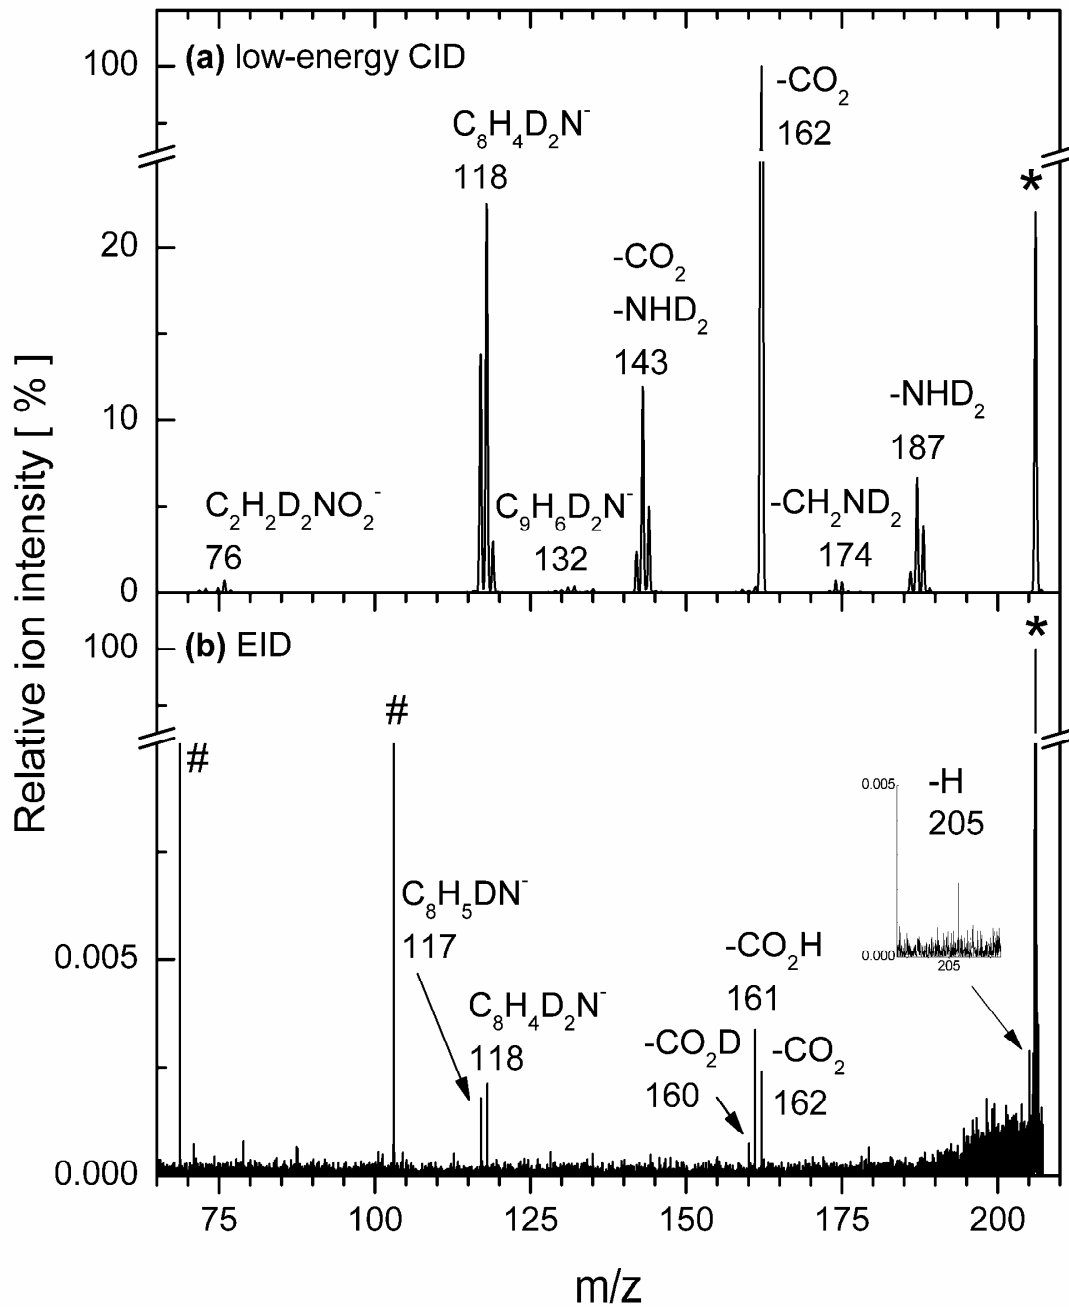 Relative ion intensity [ % ]
(a) low-energy CID
100
20
10
0
C₈H₄D₂N⁻
118
-CO₂
162
*
-CO₂
-NHD₂
143
-NHD₂
187
C₂H₂D₂NO₂⁻
76
C₉H₆D₂N⁻
132
-CH₂ND₂
174
(b) EID
100
0.005
0.000
*
#
#
-H
205
0.005
0.000
205
C₈H₅DN⁻
117
C₈H₄D₂N⁻
118
-CO₂H
161
-CO₂D
160
-CO₂
162
75
100
125
150
175
200
m/z